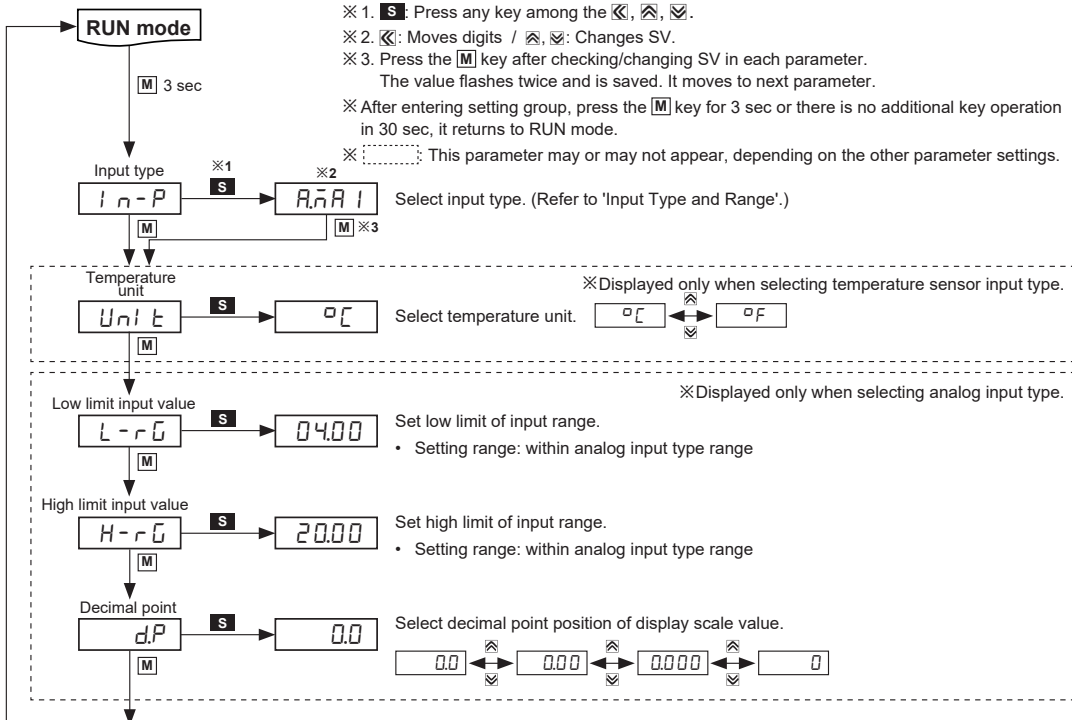 RUN mode
M 3 sec
※1. S: Press any key among the «, ︽, ︾.
※2. «: Moves digits / ︽, ︾: Changes SV.
※3. Press the M key after checking/changing SV in each parameter.
The value flashes twice and is saved. It moves to next parameter.
※ After entering setting group, press the M key for 3 sec or there is no additional key operation
in 30 sec, it returns to RUN mode.
※ : This parameter may or may not appear, depending on the other parameter settings.
Input type ※1 ※2
In-P S A.mA1 Select input type. (Refer to 'Input Type and Range'.)
M M ※3
Temperature
unit
※Displayed only when selecting temperature sensor input type.
UnIt S °C Select temperature unit. °C ︽ ︾ °F
M
※Displayed only when selecting analog input type.
Low limit input value
L-rG S 04.00 Set low limit of input range.
• Setting range: within analog input type range
M
High limit input value
H-rG S 20.00 Set high limit of input range.
• Setting range: within analog input type range
M
Decimal point
d.P S 0.0 Select decimal point position of display scale value.
M 0.0 ︽ ︾ 0.00 ︽ ︾ 0.000 ︽ ︾ 0